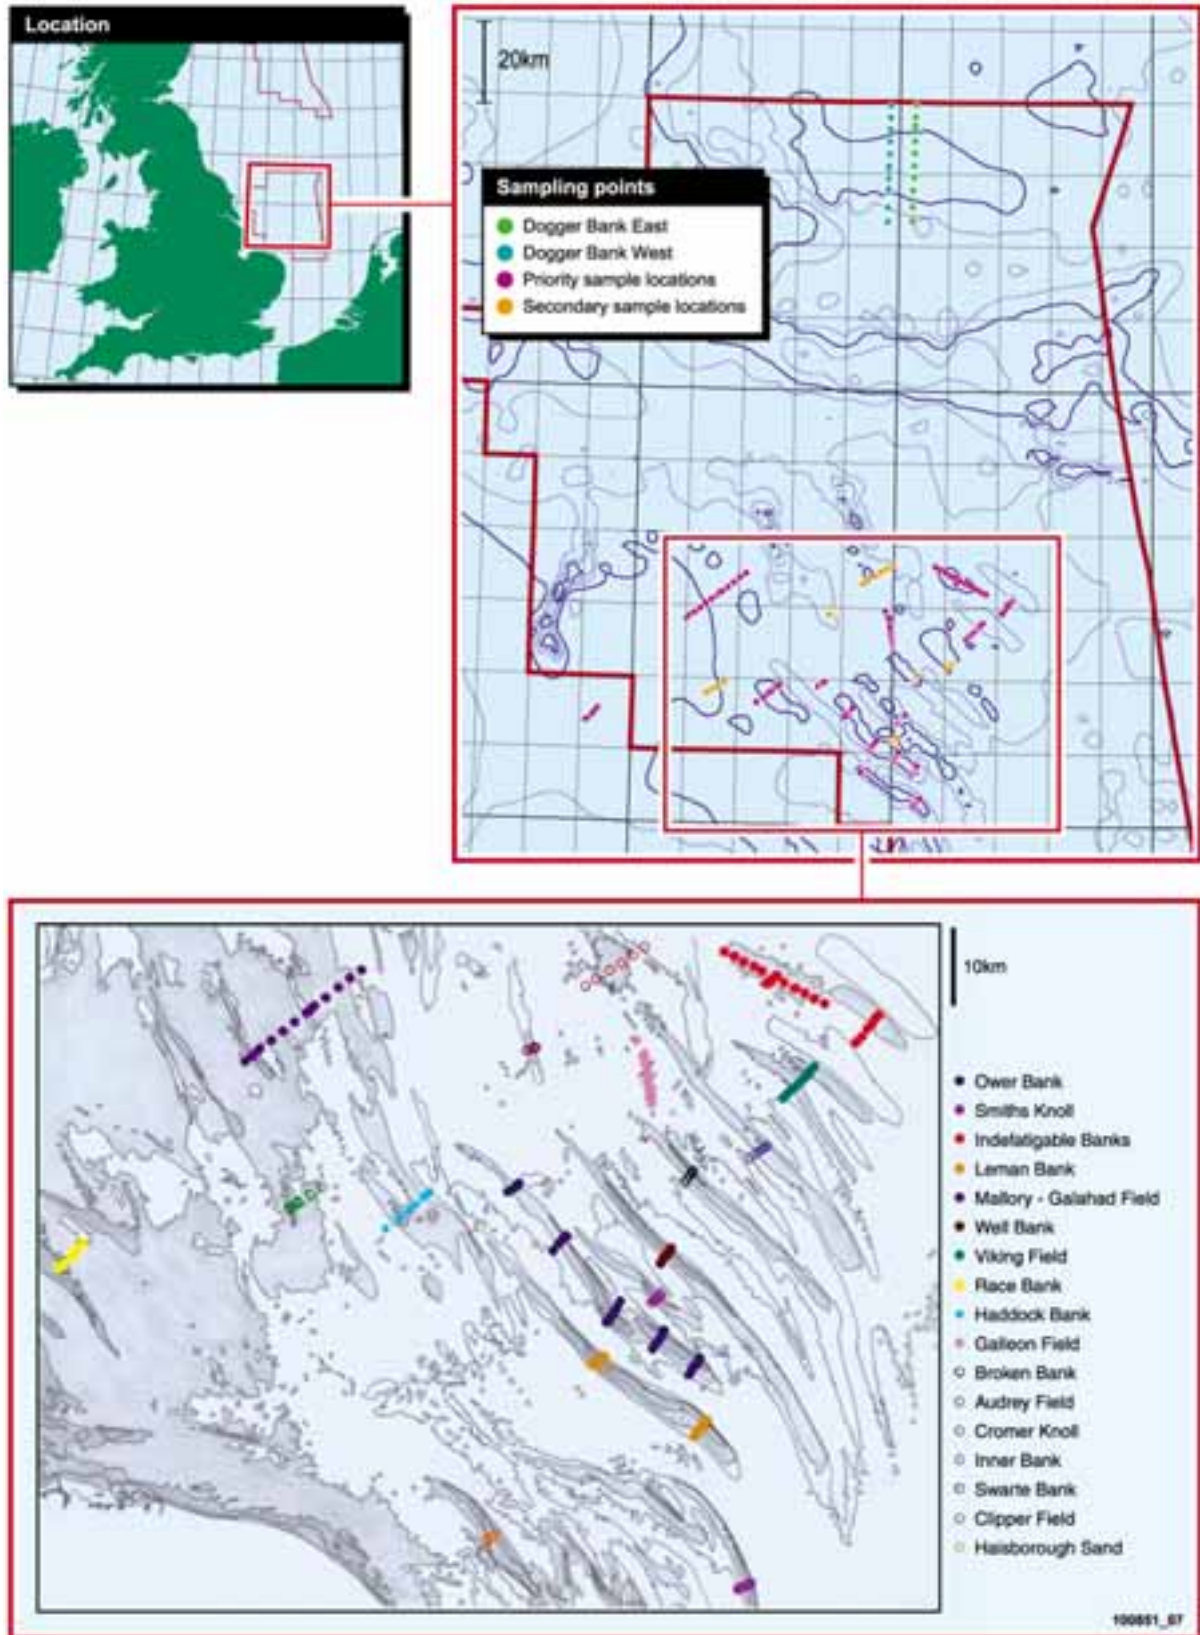 Location
20km
Sampling points
Dogger Bank East
Dogger Bank West
Priority sample locations
Secondary sample locations
10km
Ower Bank
Smiths Knoll
Indefatigable Banks
Leman Bank
Mallory - Galahad Field
Well Bank
Viking Field
Race Bank
Haddock Bank
Galleon Field
Broken Bank
Audrey Field
Cromer Knoll
Inner Bank
Swarte Bank
Clipper Field
Haisborough Sand
100851_07